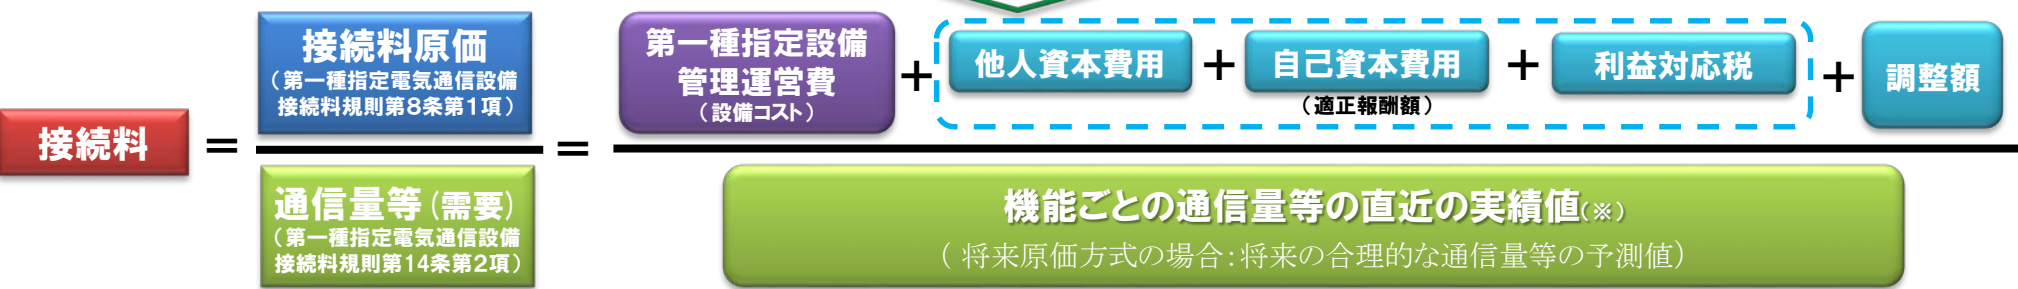 接続料
＝
接続料原価
（第一種指定電気通信設備
接続料規則第8条第1項）
通信量等（需要）
（第一種指定電気通信設備
接続料規則第14条第2項）
＝
第一種指定設備
管理運営費
（設備コスト）
＋
他人資本費用
＋
自己資本費用
（適正報酬額）
＋
利益対応税
＋
調整額
機能ごとの通信量等の直近の実績値（※）
（将来原価方式の場合：将来の合理的な通信量等の予測値）